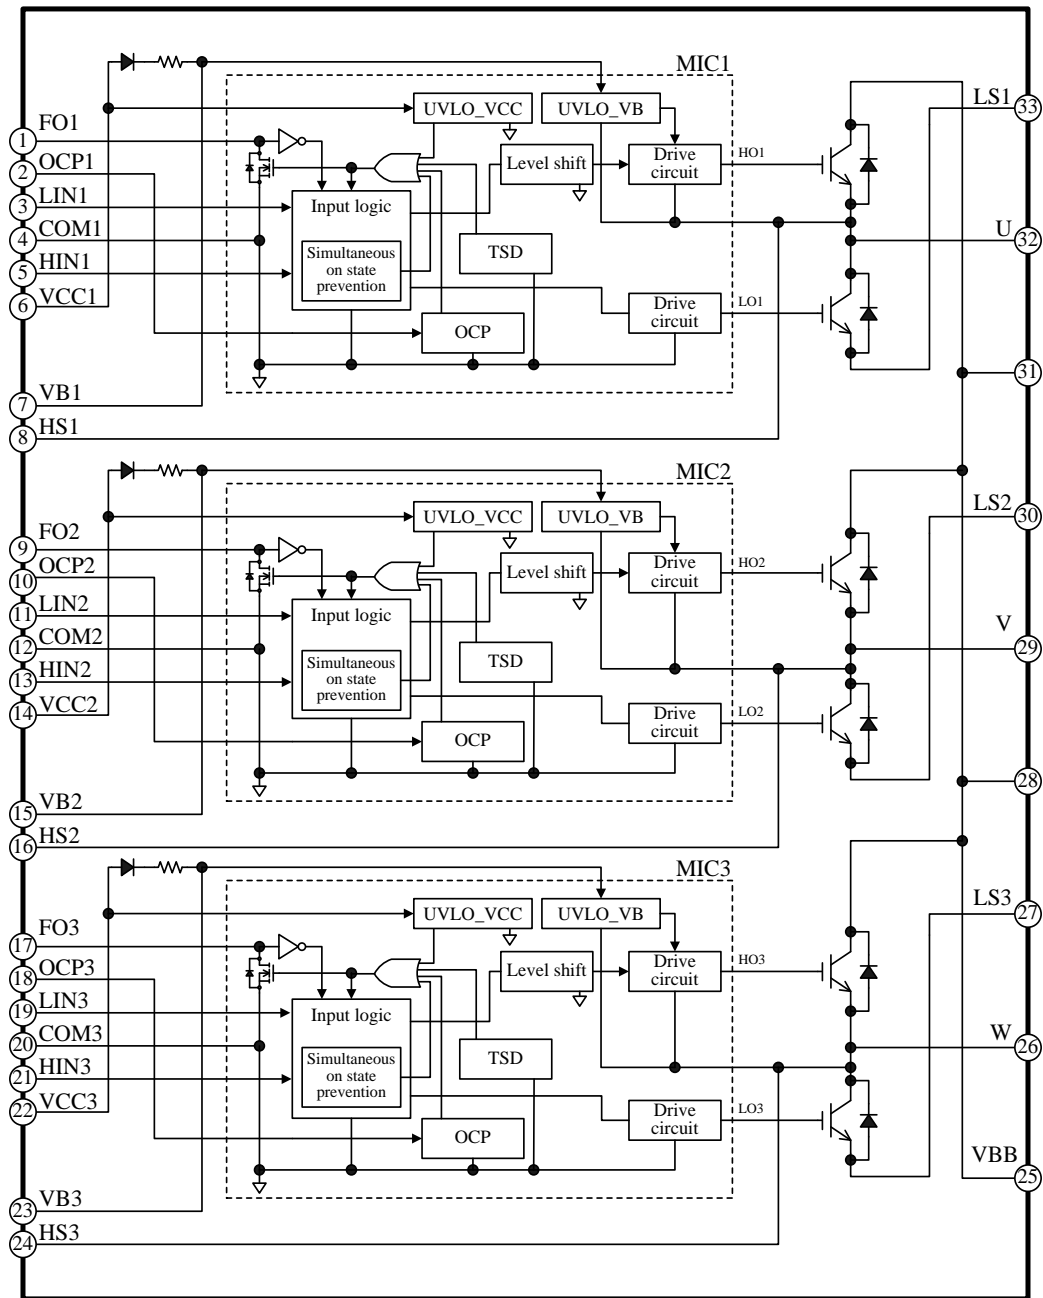 MIC1
FO1
1
OCP1
2
LIN1
3
COM1
4
HIN1
5
VCC1
6
VB1
7
HS1
8
UVLO_VCC
UVLO_VB
Input logic
Simultaneous
on state
prevention
Level shift
Drive
circuit
HO1
TSD
OCP
Drive
circuit
LO1
LS1
33
U
32
31
MIC2
FO2
9
OCP2
10
LIN2
11
COM2
12
HIN2
13
VCC2
14
VB2
15
HS2
16
UVLO_VCC
UVLO_VB
Input logic
Simultaneous
on state
prevention
Level shift
Drive
circuit
HO2
TSD
OCP
Drive
circuit
LO2
LS2
30
V
29
28
MIC3
FO3
17
OCP3
18
LIN3
19
COM3
20
HIN3
21
VCC3
22
VB3
23
HS3
24
UVLO_VCC
UVLO_VB
Input logic
Simultaneous
on state
prevention
Level shift
Drive
circuit
HO3
TSD
OCP
Drive
circuit
LO3
LS3
27
W
26
VBB
25